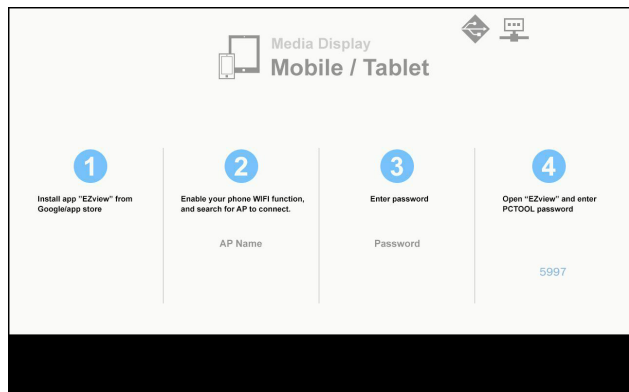 Media Display
Mobile / Tablet
1
Install app "EZview" from
Google/app store
2
Enable your phone WIFI function,
and search for AP to connect.
AP Name
3
Enter password
Password
4
Open "EZview" and enter
PCTOOL password
5997